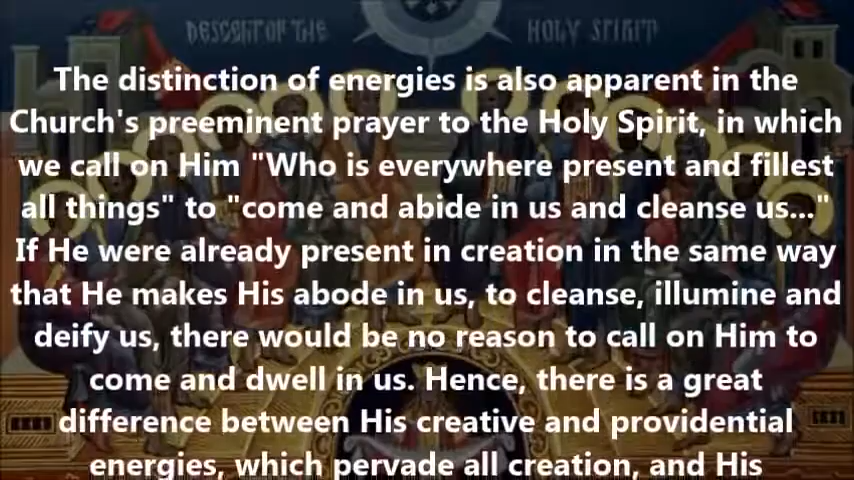 DESCENT OF THE HOLY SPIRIT
The distinction of energies is also apparent in the
Church's preeminent prayer to the Holy Spirit, in which
we call on Him "Who is everywhere present and fillest
all things" to "come and abide in us and cleanse us..."
If He were already present in creation in the same way
that He makes His abode in us, to cleanse, illumine and
deify us, there would be no reason to call on Him to
come and dwell in us. Hence, there is a great
difference between His creative and providential
energies, which pervade all creation, and His